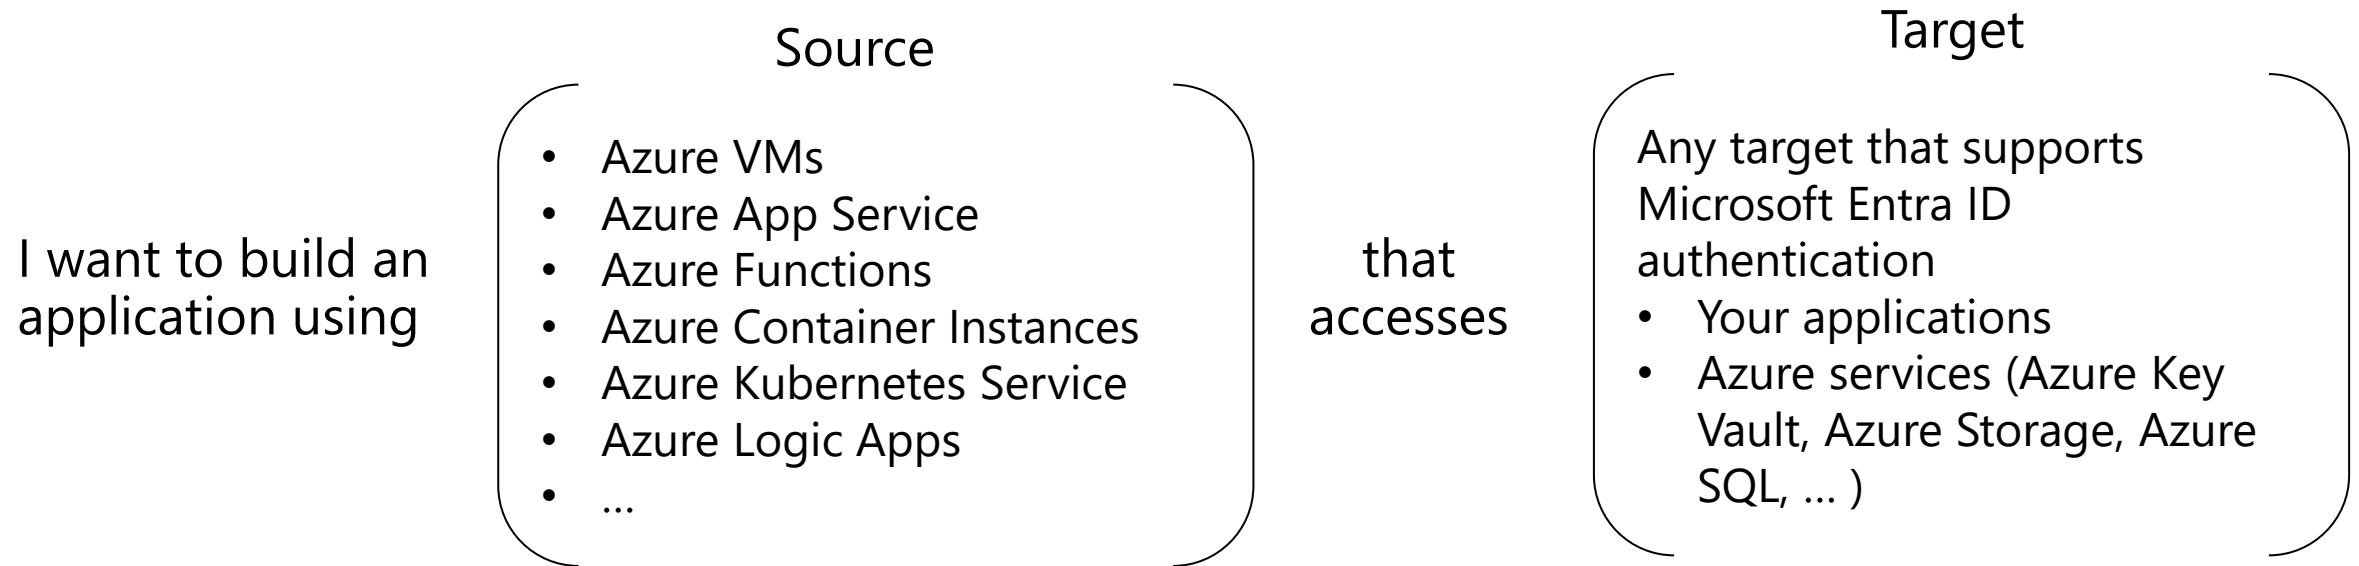 I want to build an
application using
Source
• Azure VMs
• Azure App Service
• Azure Functions
• Azure Container Instances
• Azure Kubernetes Service
• Azure Logic Apps
• ...
that
accesses
Target
Any target that supports
Microsoft Entra ID
authentication
• Your applications
• Azure services (Azure Key
Vault, Azure Storage, Azure
SQL, ... )